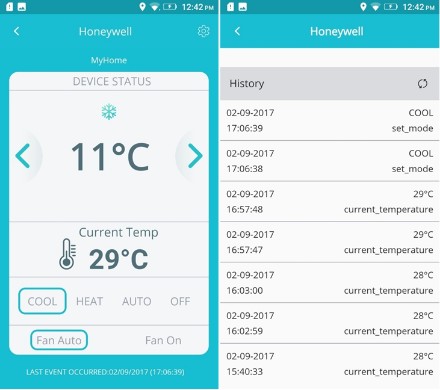 12:42 PM
Honeywell
MyHome
DEVICE STATUS
11°C
Current Temp
29°C
COOL HEAT AUTO OFF
Fan Auto Fan On
LAST EVENT OCCURRED:02/09/2017 (17:06:39)
12:42 PM
Honeywell
History
02-09-2017 COOL
17:06:39 set_mode
02-09-2017 COOL
17:06:38 set_mode
02-09-2017 29°C
16:57:48 current_temperature
02-09-2017 29°C
16:57:47 current_temperature
02-09-2017 28°C
16:03:00 current_temperature
02-09-2017 28°C
16:02:59 current_temperature
02-09-2017 28°C
15:40:33 current_temperature